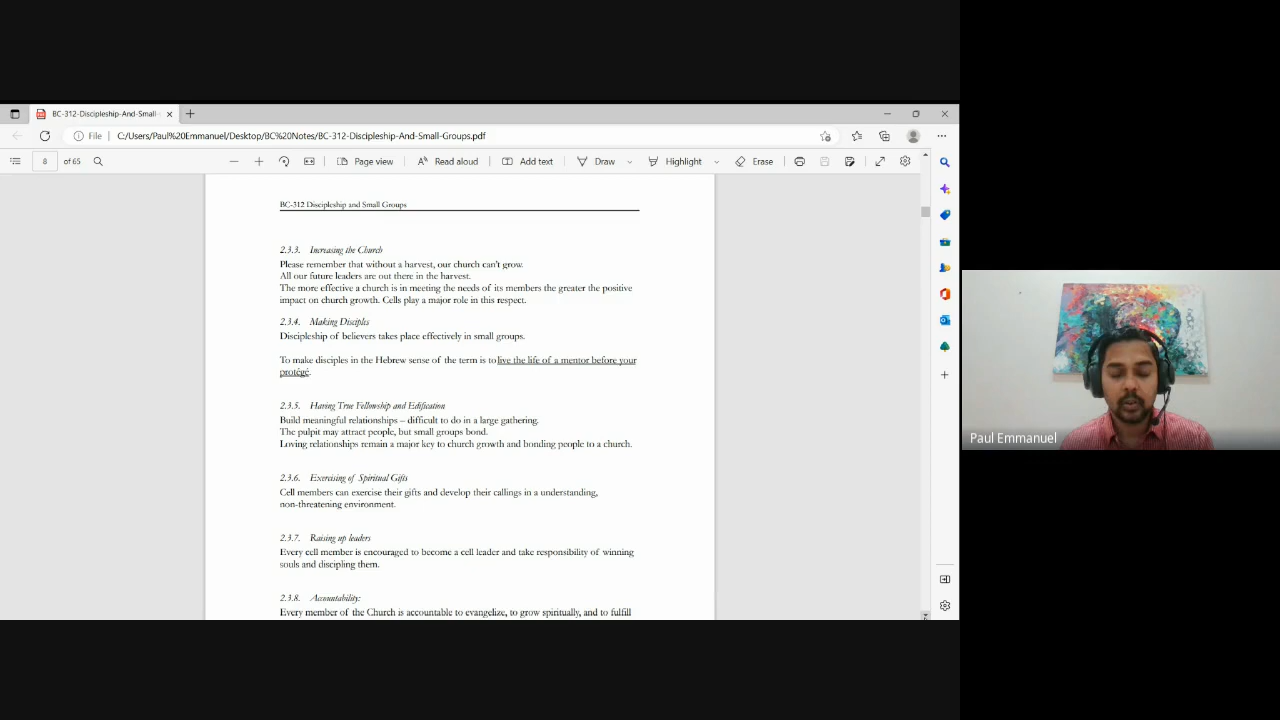 BC-312-Discipleship-And-Small-
File
C:/Users/Paul%20Emmanuel/Desktop/BC%20Notes/BC-312-Discipleship-And-Small-Groups.pdf
8 of 65
Page view
Read aloud
Add text
Draw
Highlight
Erase
BC-312 Discipleship and Small Groups
2.3.3. Increasing the Church
Please remember that without a harvest, our church can't grow.
All our future leaders are out there in the harvest.
The more effective a church is in meeting the needs of its members the greater the positive
impact on church growth. Cells play a major role in this respect.
2.3.4. Making Disciples
Discipleship of believers takes place effectively in small groups.
To make disciples in the Hebrew sense of the term is to live the life of a mentor before your
protégé.
2.3.5. Having True Fellowship and Edification
Build meaningful relationships – difficult to do in a large gathering.
The pulpit may attract people, but small groups bond.
Loving relationships remain a major key to church growth and bonding people to a church.
2.3.6. Exercising of Spiritual Gifts
Cell members can exercise their gifts and develop their callings in a understanding,
non-threatening environment.
2.3.7. Raising up leaders
Every cell member is encouraged to become a cell leader and take responsibility of winning
souls and discipling them.
2.3.8. Accountability:
Every member of the Church is accountable to evangelize, to grow spiritually, and to fulfill
Paul Emmanuel